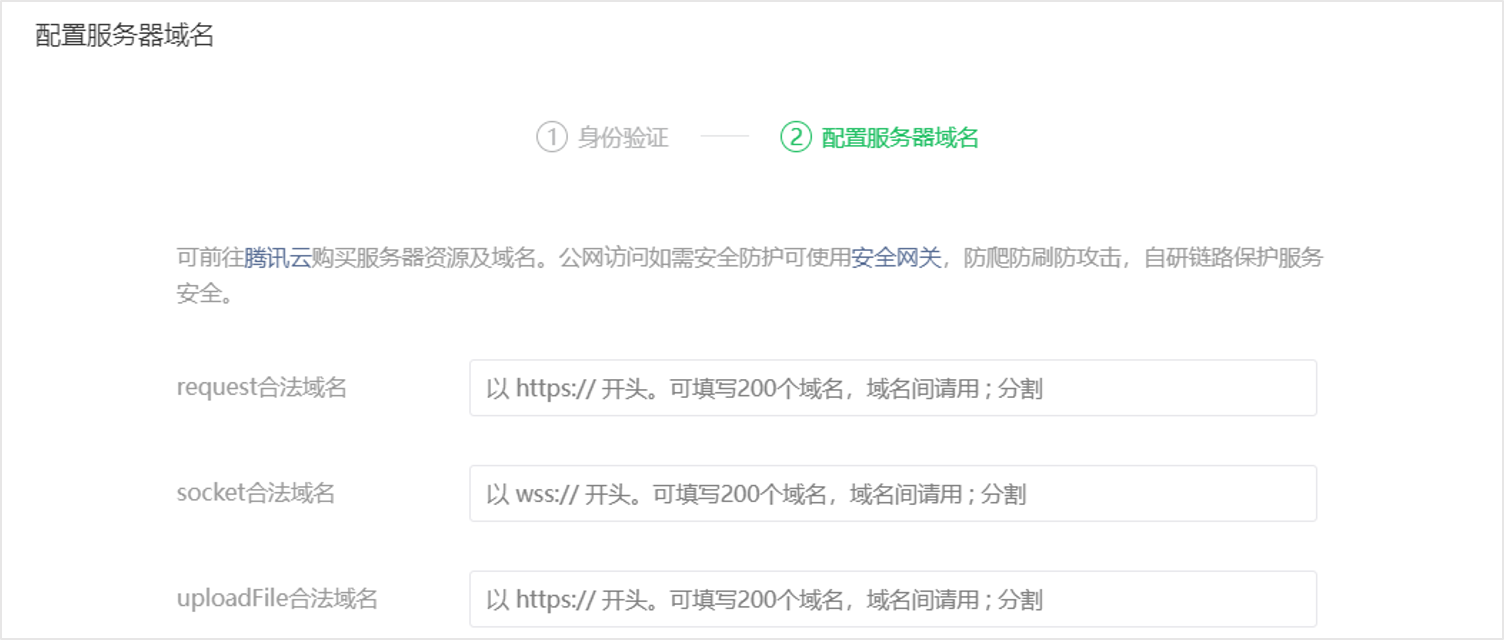 配置服务器域名
1 身份验证
2 配置服务器域名
可前往腾讯云购买服务器资源及域名。公网访问如需安全防护可使用安全网关，防爬防刷防攻击，自研链路保护服务
安全。
request合法域名
以 https:// 开头。可填写200个域名，域名间请用 ; 分割
socket合法域名
以 wss:// 开头。可填写200个域名，域名间请用 ; 分割
uploadFile合法域名
以 https:// 开头。可填写200个域名，域名间请用 ; 分割